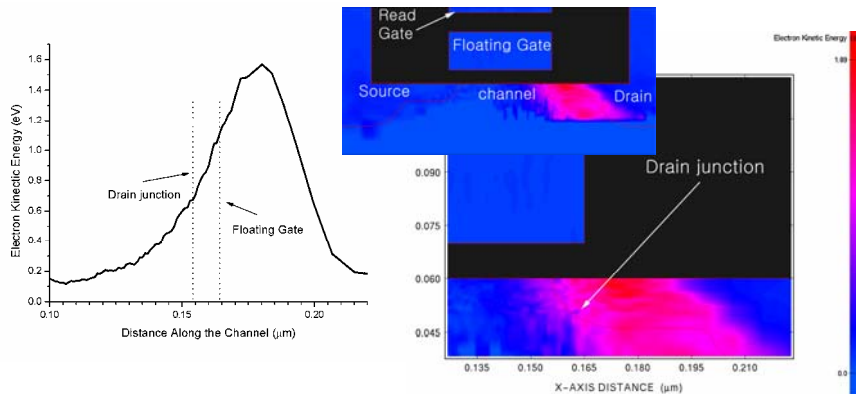 Electron Kinectic Energy (eV)
1.6
1.4
1.2
1.0
0.8
0.6
0.4
0.2
0.0
Drain junction
Floating Gate
0.10
0.15
0.20
Distance Along the Channel (μm)
Read
Gate
Floating Gate
Source
channel
Drain
Drain junction
0.090
0.075
0.060
0.045
0.135
0.150
0.165
0.180
0.195
0.210
X-AXIS DISTANCE (μm)
Electron Kinetic Energy
0.0